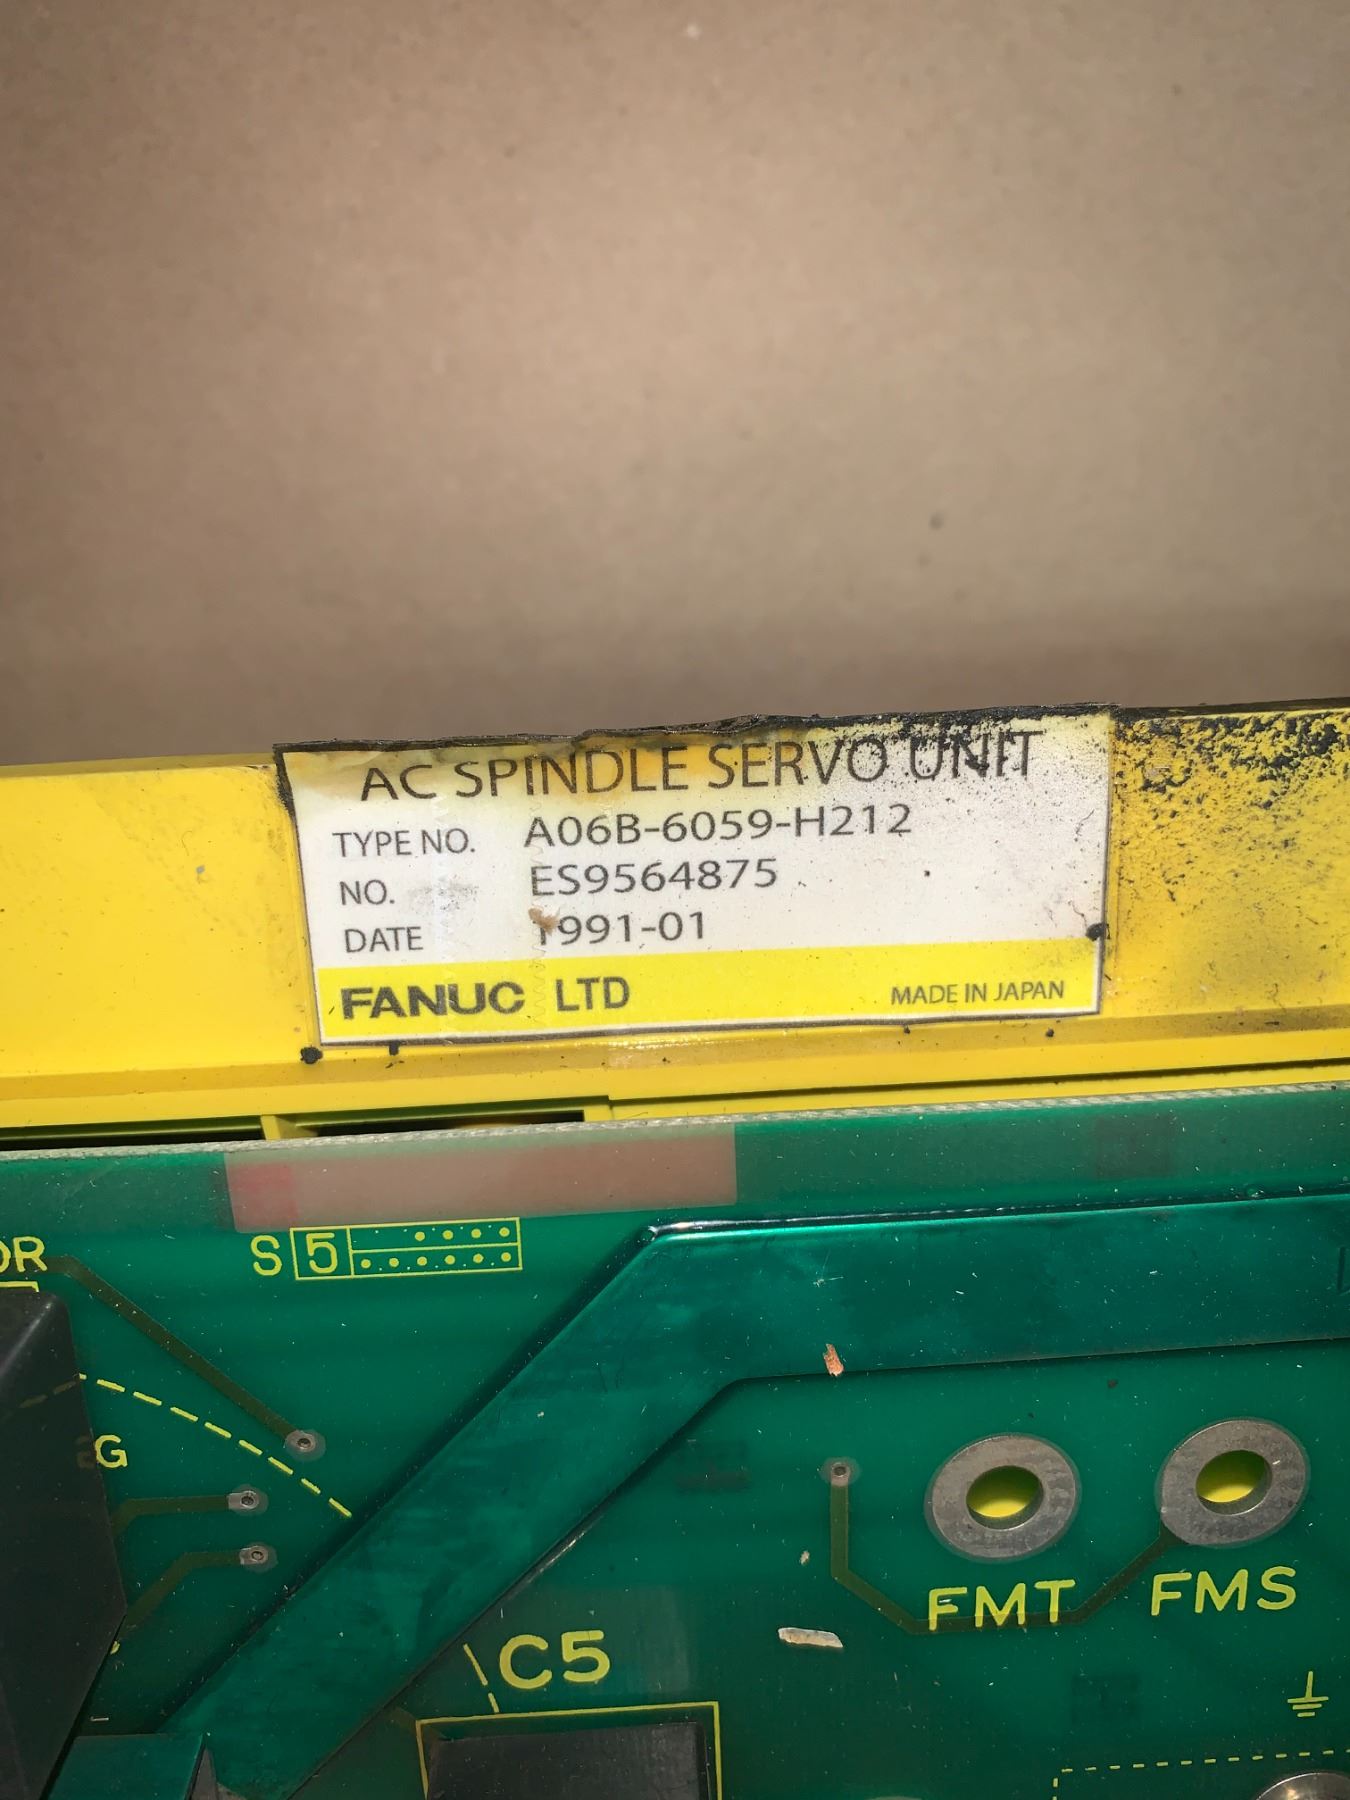 AC SPINDLE SERVO UNIT
TYPE NO. A06B-6059-H212
NO. ES9564875
DATE 1991-01
FANUC LTD MADE IN JAPAN
S 5
G
FMT FMS
C5